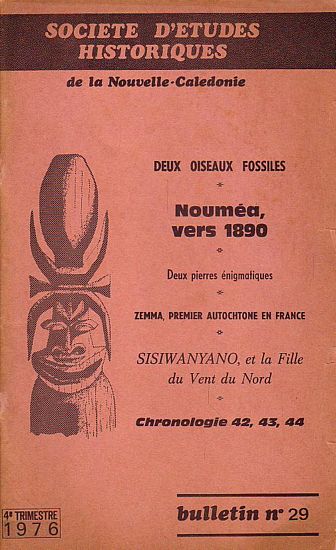 SOCIETE D'ETUDES
HISTORIQUES
de la Nouvelle-Caledonie
DEUX OISEAUX FOSSILES
*
Nouméa,
vers 1890
*
Deux pierres énigmatiques
*
ZEMMA, PREMIER AUTOCHTONE EN FRANCE
*
SISIWANYANO, et la Fille
du Vent du Nord
*
Chronologie 42, 43, 44
4e TRIMESTRE
1976
bulletin n° 29